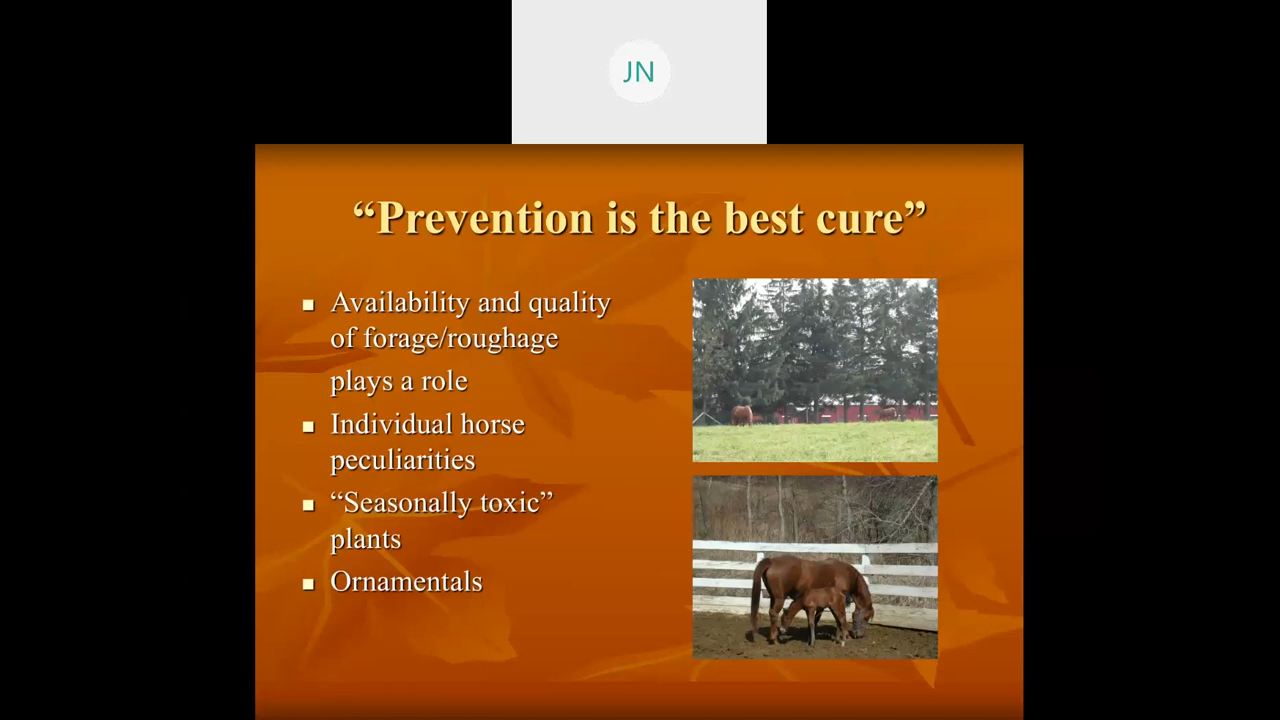 JN
“Prevention is the best cure”
Availability and quality
of forage/roughage
plays a role
Individual horse
peculiarities
“Seasonally toxic”
plants
Ornamentals